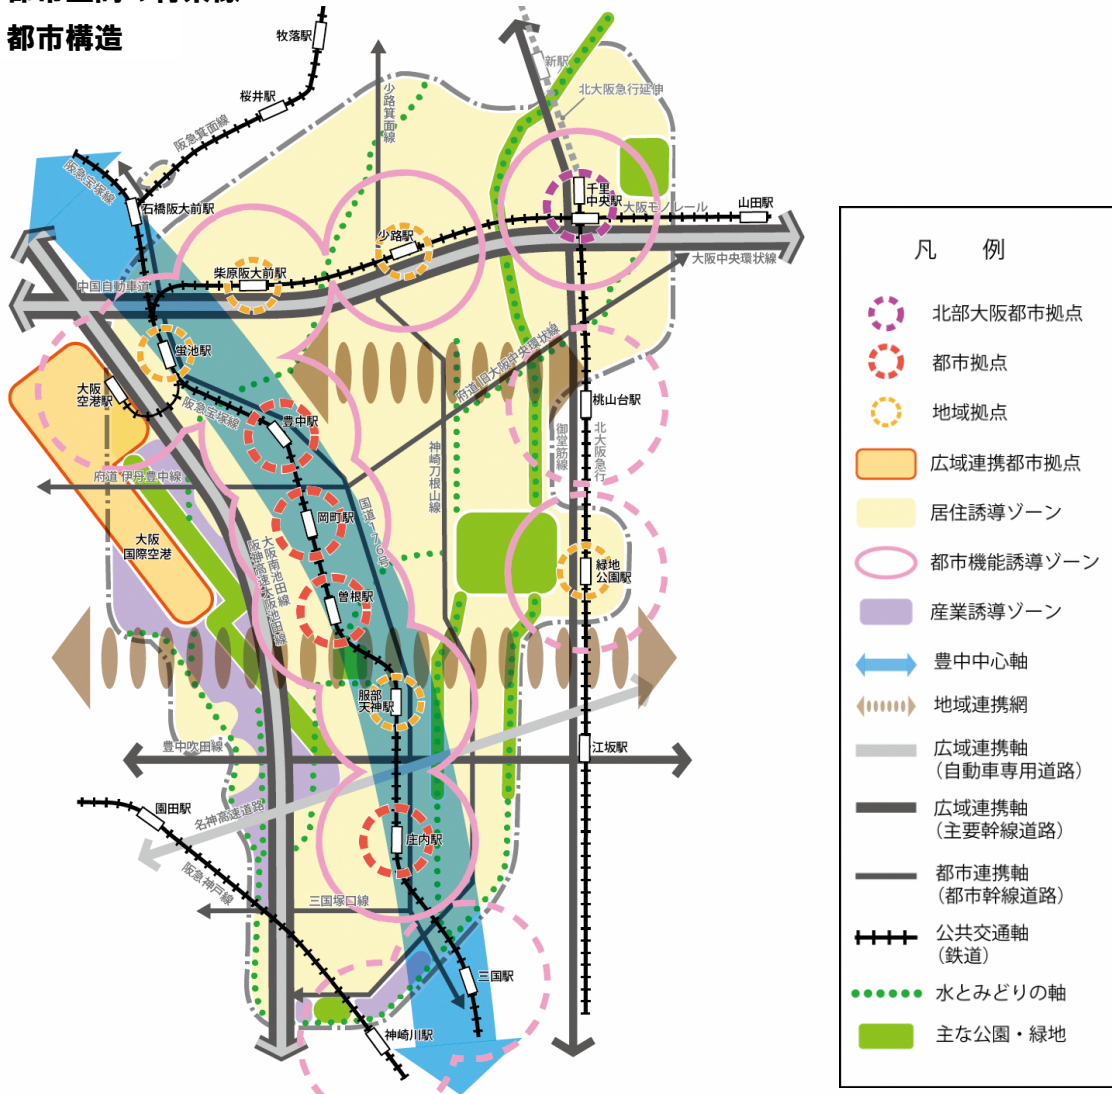 都市構造
牧落駅
新駅
桜井駅
少路箕面線
北大阪急行延伸
阪急箕面線
阪急宝塚線
石橋阪大前駅
千里
中央駅
大阪モノレール
山田駅
少路駅
柴原阪大前駅
大阪中央環状線
中国自動車道
蛍池駅
府道 旧大阪中央環状線
大阪
空港駅
阪急宝塚線
豊中駅
桃山台駅
御堂筋線
北大阪急行
神崎刀根山線
府道 伊丹豊中線
国道176号
岡町駅
大阪
国際空港
大阪南池田線
阪神高速大阪池田線
緑地
公園駅
曽根駅
服部
天神駅
豊中吹田線
江坂駅
園田駅
名神高速道路
庄内駅
阪急神戸線
三国塚口線
三国駅
神崎川駅
凡 例
北部大阪都市拠点
都市拠点
地域拠点
広域連携都市拠点
居住誘導ゾーン
都市機能誘導ゾーン
産業誘導ゾーン
豊中中心軸
地域連携網
広域連携軸
（自動車専用道路）
広域連携軸
（主要幹線道路）
都市連携軸
（都市幹線道路）
公共交通軸
（鉄道）
水とみどりの軸
主な公園・緑地